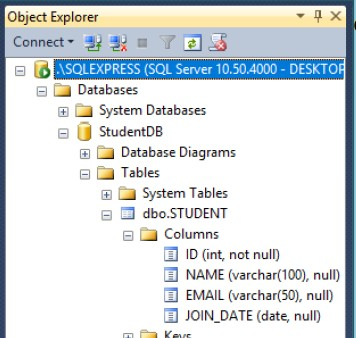 Object Explorer
Connect
.\SQLEXPRESS (SQL Server 10.50.4000 - DESKTOP
Databases
System Databases
StudentDB
Database Diagrams
Tables
System Tables
dbo.STUDENT
Columns
ID (int, not null)
NAME (varchar(100), null)
EMAIL (varchar(50), null)
JOIN_DATE (date, null)
Keys